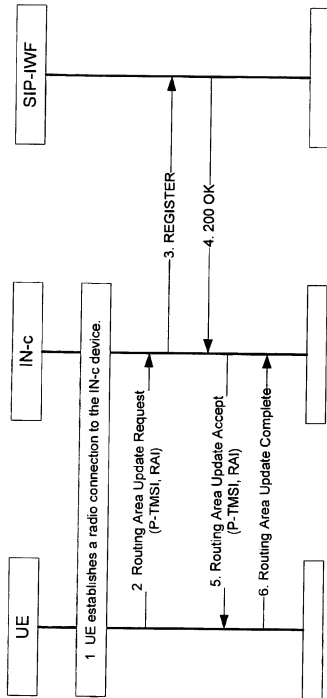 UE
IN-c
SIP-IWF
1 UE establishes a radio connection to the IN-c device.
2 Routing Area Update Request
(P-TMSI, RAI)
3. REGISTER
4. 200 OK
5. Routing Area Update Accept
(P-TMSI, RAI)
6. Routing Area Update Complete